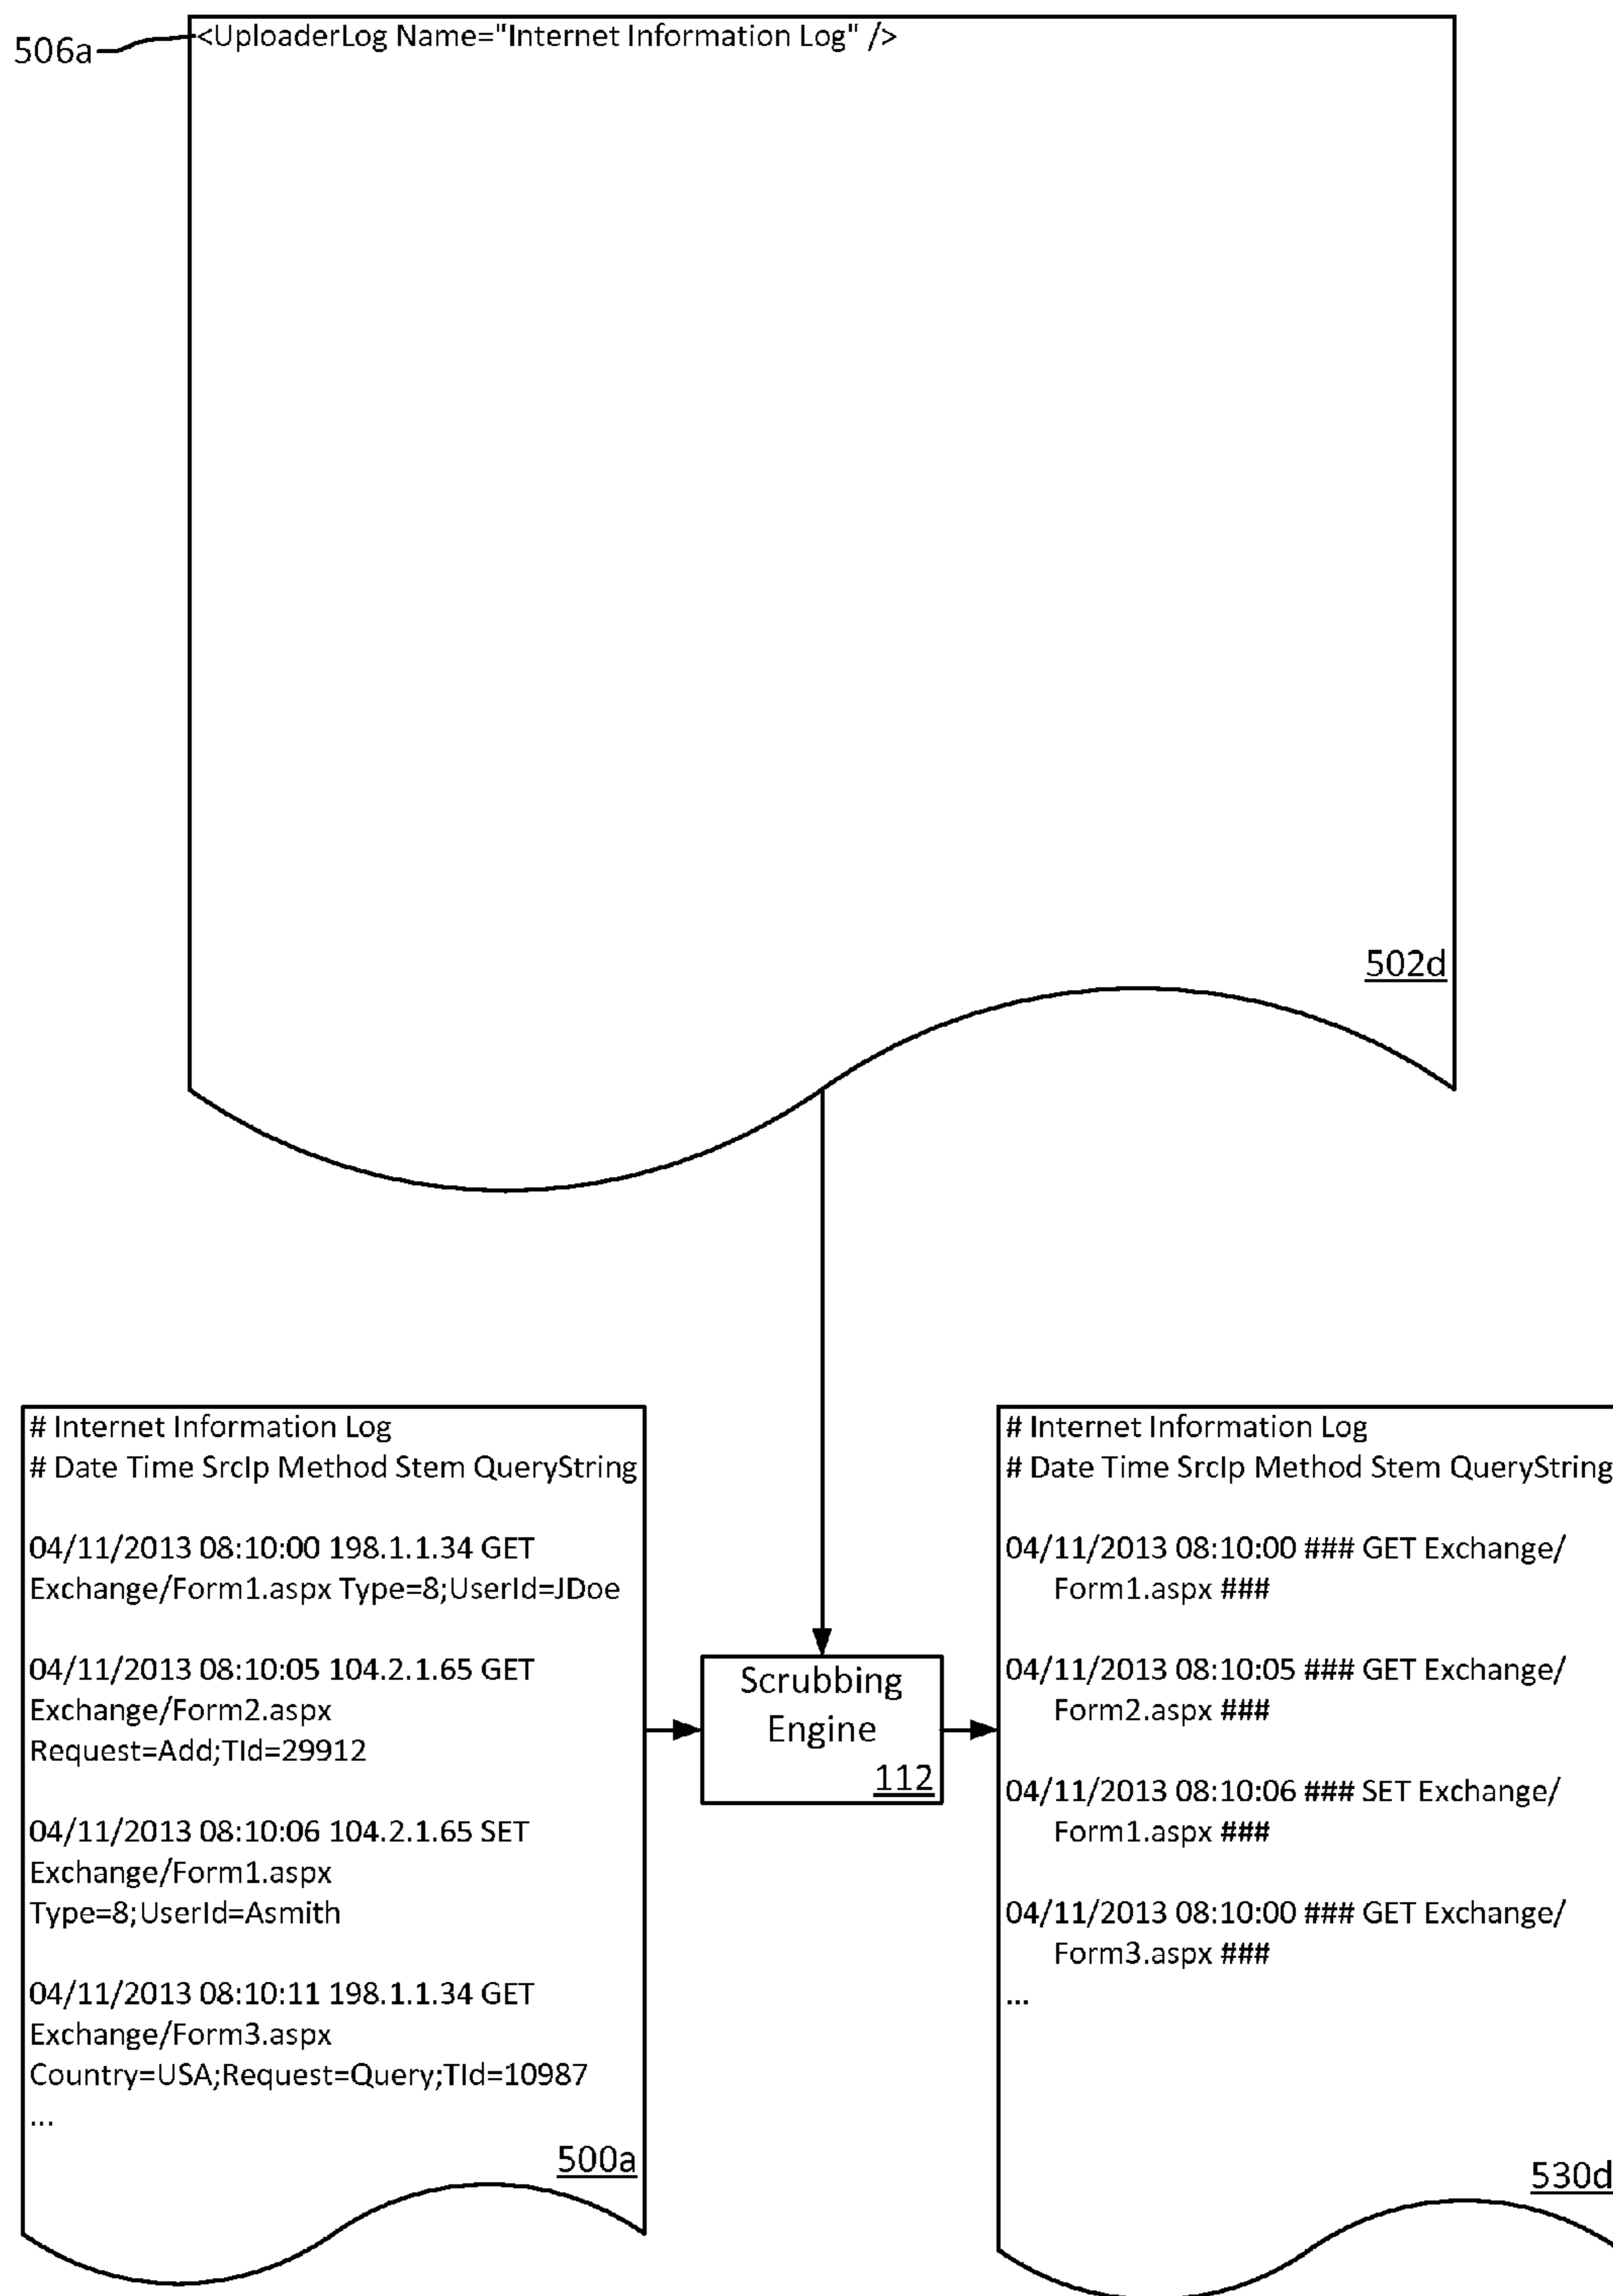 506a
<UploaderLog Name="Internet Information Log" />
502d
# Internet Information Log
# Date Time SrcIp Method Stem QueryString
04/11/2013 08:10:00 198.1.1.34 GET
Exchange/Form1.aspx Type=8;UserId=JDoe
04/11/2013 08:10:05 104.2.1.65 GET
Exchange/Form2.aspx
Request=Add;TId=29912
04/11/2013 08:10:06 104.2.1.65 SET
Exchange/Form1.aspx
Type=8;UserId=Asmith
04/11/2013 08:10:11 198.1.1.34 GET
Exchange/Form3.aspx
Country=USA;Request=Query;TId=10987
...
500a
Scrubbing
Engine
112
# Internet Information Log
# Date Time SrcIp Method Stem QueryString
04/11/2013 08:10:00 ### GET Exchange/
Form1.aspx ###
04/11/2013 08:10:05 ### GET Exchange/
Form2.aspx ###
04/11/2013 08:10:06 ### SET Exchange/
Form1.aspx ###
04/11/2013 08:10:00 ### GET Exchange/
Form3.aspx ###
...
530d